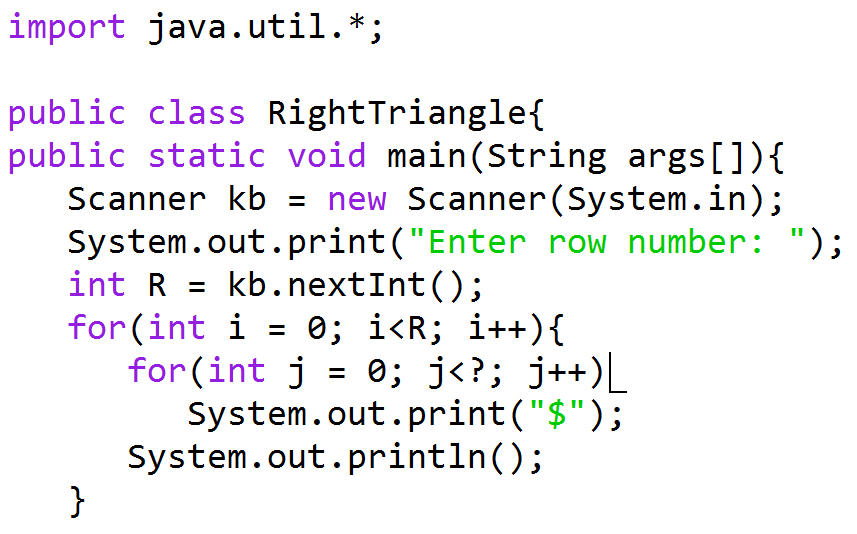 import java.util.*;
public class RightTriangle{
public static void main(String args[]){
Scanner kb = new Scanner(System.in);
System.out.print("Enter row number: ");
int R = kb.nextInt();
for(int i = 0; i<R; i++){
for(int j = 0; j<?; j++)
System.out.print("$");
System.out.println();
}